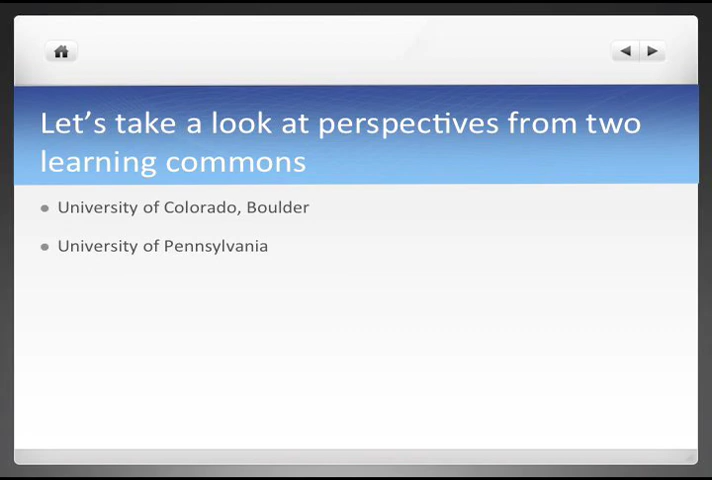 Let’s take a look at perspectives from two
learning commons
University of Colorado, Boulder
University of Pennsylvania